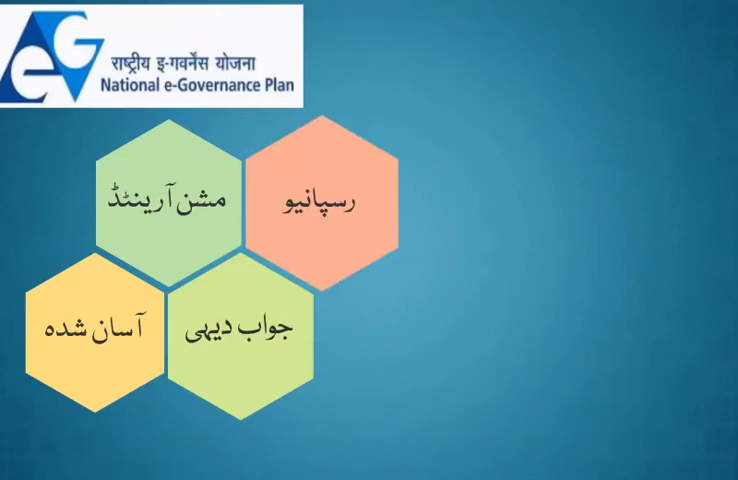 राष्ट्रीय इ-गवर्नेंस योजना
National e-Governance Plan
رسپانیو
مشن آرینٹڈ
جواب دیہی
آسان شدہ